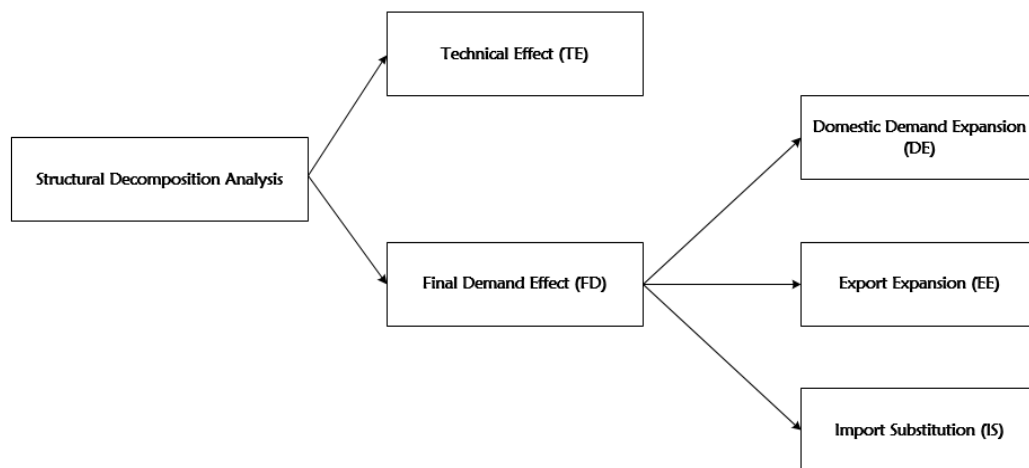 Technical Effect (TE)
Structural Decomposition Analysis
Final Demand Effect (FD)
Domestic Demand Expansion
(DE)
Export Expansion (EE)
Import Substitution (IS)